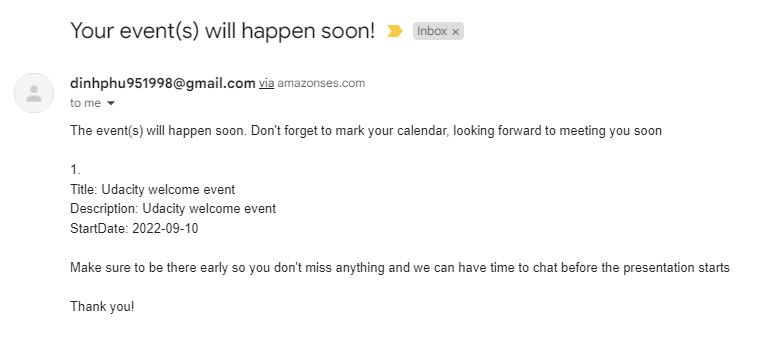 Your event(s) will happen soon! Inbox ×
dinhphu951998@gmail.com via amazonses.com
to me
The event(s) will happen soon. Don't forget to mark your calendar, looking forward to meeting you soon
1.
Title: Udacity welcome event
Description: Udacity welcome event
StartDate: 2022-09-10
Make sure to be there early so you don't miss anything and we can have time to chat before the presentation starts
Thank you!